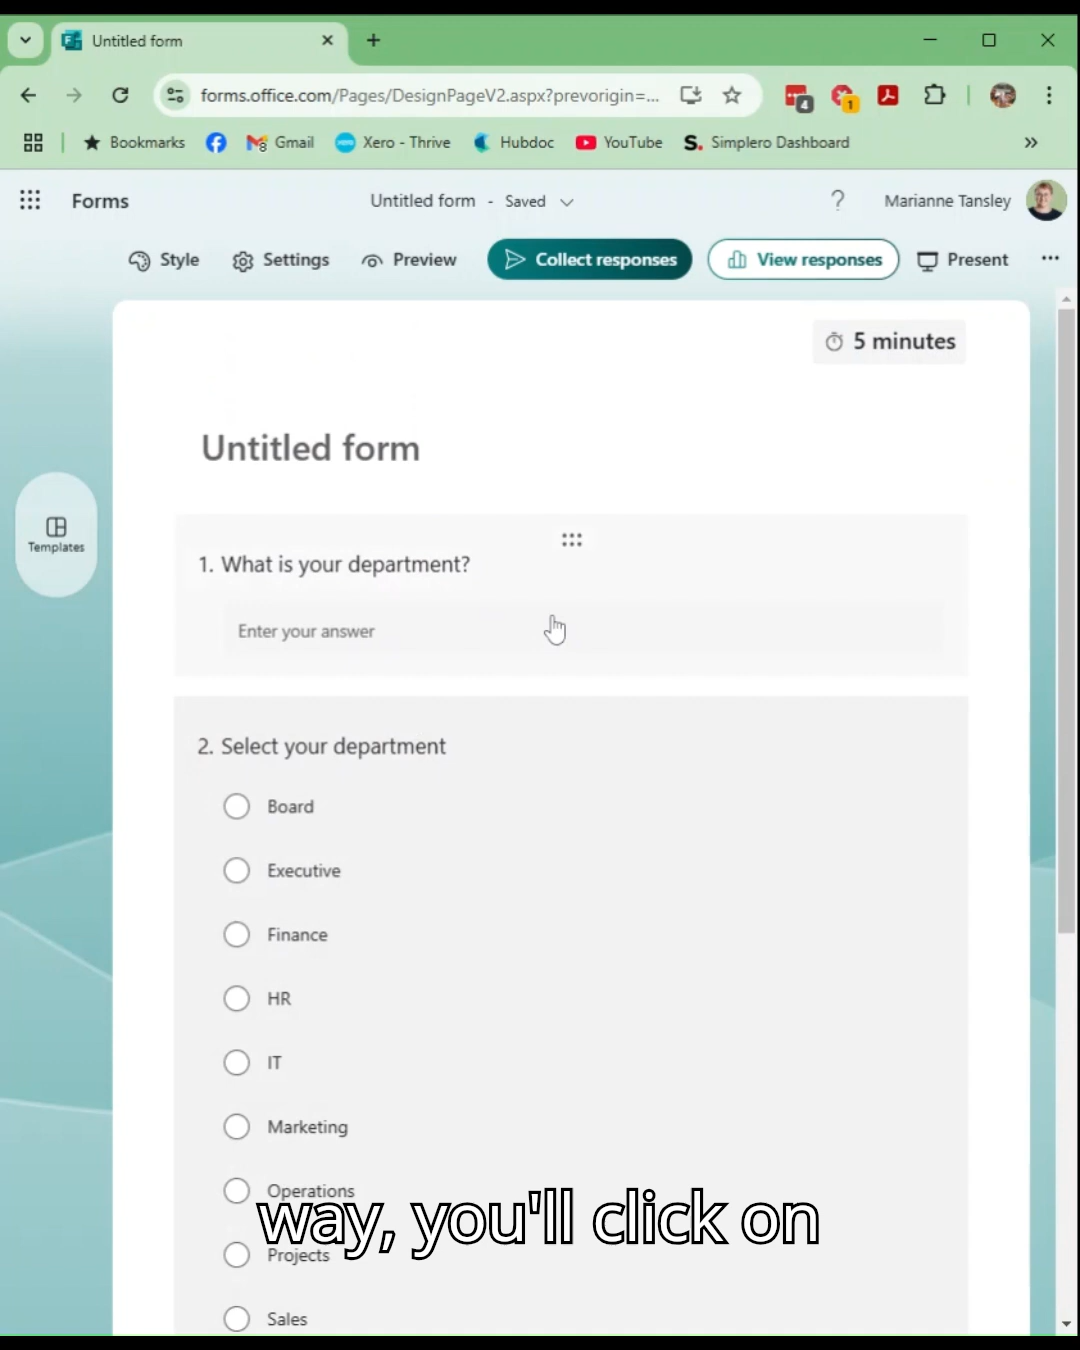 Untitled form
forms.office.com/Pages/DesignPageV2.aspx?prevorigin=...
4
1
Bookmarks
Gmail
Xero - Thrive
Hubdoc
YouTube
S. Simplero Dashboard
Forms
Untitled form - Saved
?
Marianne Tansley
Style
Settings
Preview
Collect responses
View responses
Present
5 minutes
Untitled form
Templates
1. What is your department?
Enter your answer
2. Select your department
Board
Executive
Finance
HR
IT
Marketing
Operations
way, you'll click on
Projects
Sales